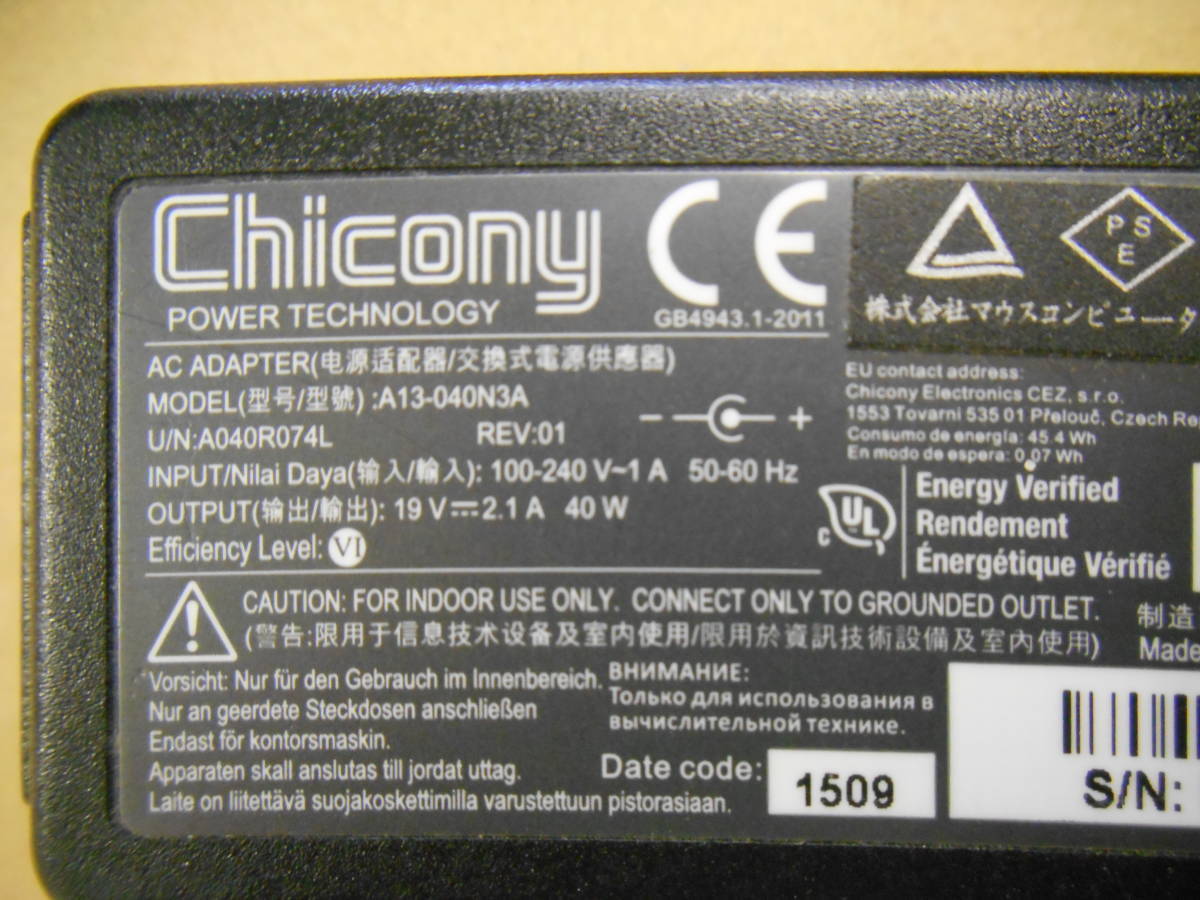 Chicony
POWER TECHNOLOGY
CE
GB4943.1-2011
PSE
株式会社マウスコンピュータ
AC ADAPTER(电源适配器/交換式電源供應器)
MODEL(型号/型號) :A13-040N3A
U/N:A040R074L REV:01
INPUT/Nilai Daya(输入/輸入): 100-240 V~1 A 50-60 Hz
OUTPUT(输出/輸出): 19 V⎓2.1 A 40 W
Efficiency Level: VI
− +
EU contact address:
Chicony Electronics CEZ, s.r.o.
1553 Tovarni 535 01 Přelouč, Czech Re
Consumo de energía: 45.4 Wh
En modo de espera: 0.07 Wh
c UL
Energy Verified
Rendement
Énergétique Vérifié
CAUTION: FOR INDOOR USE ONLY. CONNECT ONLY TO GROUNDED OUTLET.
(警告:限用于信息技术设备及室内使用/限用於資訊技術設備及室內使用)
制造
Made
Vorsicht: Nur für den Gebrauch im Innenbereich.
Nur an geerdete Steckdosen anschließen
Endast för kontorsmaskin.
Apparaten skall anslutas till jordat uttag.
Laite on liitettävä suojakoskettimilla varustettuun pistorasiaan.
ВНИМАНИЕ:
Только для использования в
вычислительной технике.
Date code: 1509
S/N: